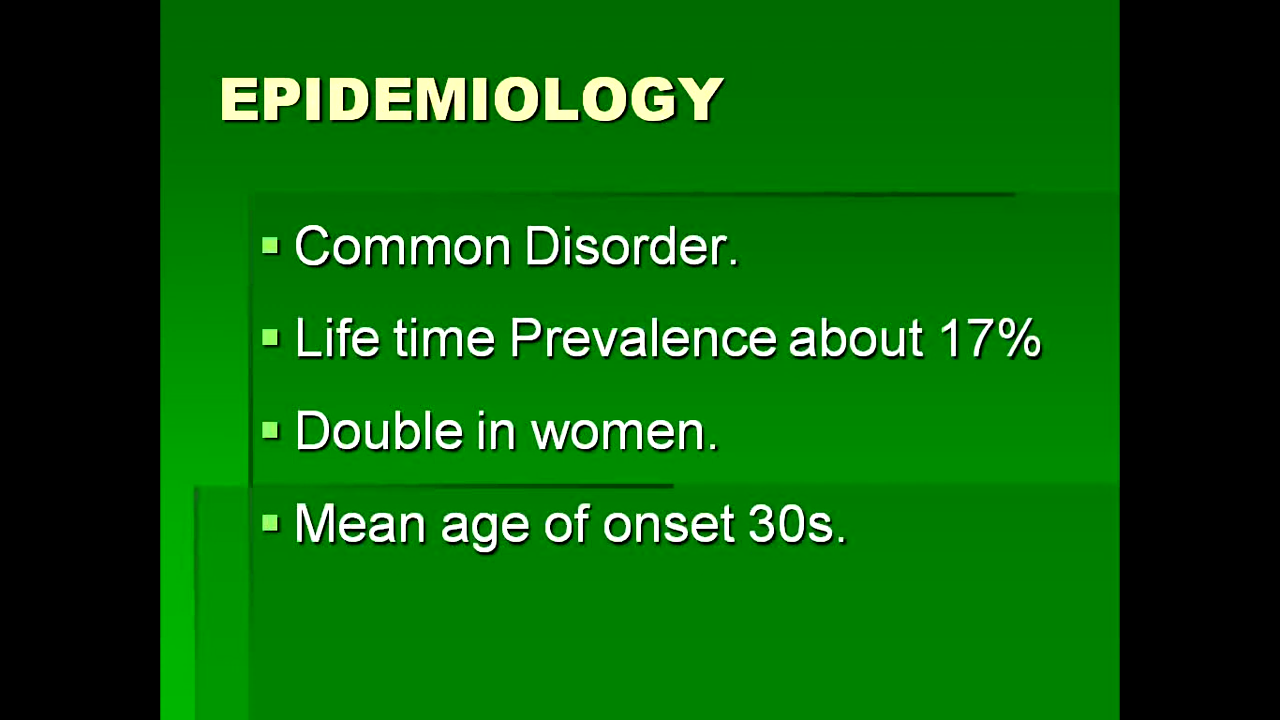 EPIDEMIOLOGY
Common Disorder.
Life time Prevalence about 17%
Double in women.
Mean age of onset 30s.